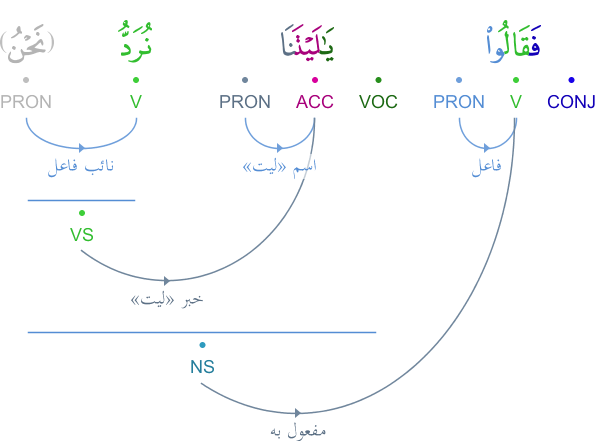 فَقَالُوا۟ يَٰلَيْتَنَا نُرَدُّ (نَحْنُ)
CONJ V PRON VOC ACC PRON V PRON
فاعل اسم «ليت» نائب فاعل
VS
خبر «ليت»
NS
مفعول به